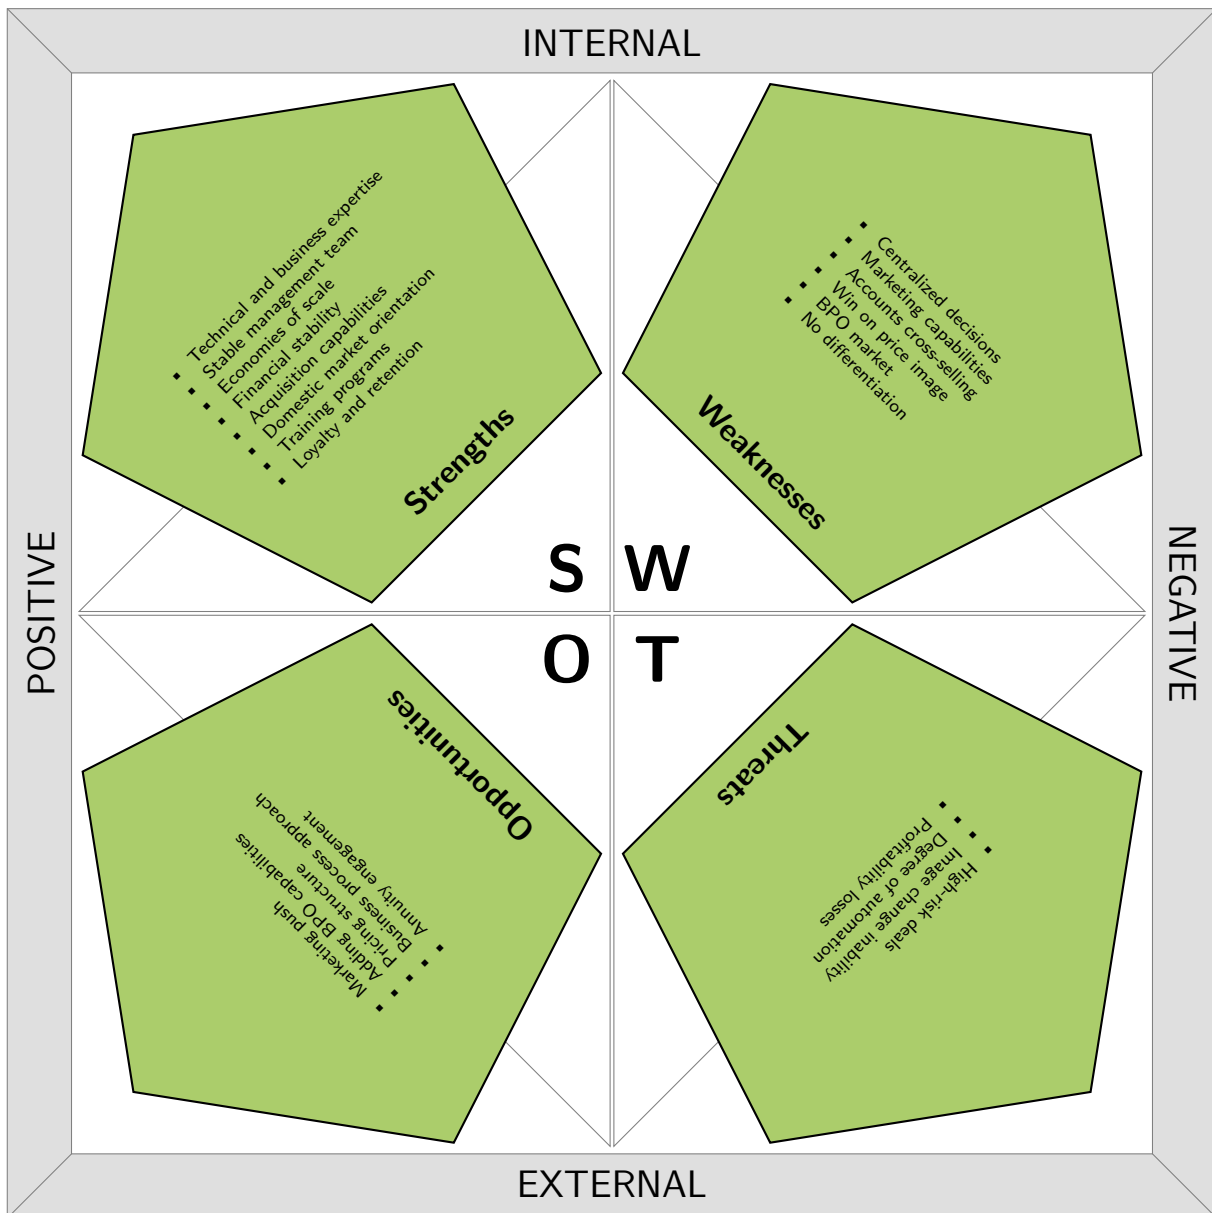 INTERNAL
Technical and business expertise
Stable management team
Economies of scale
Financial stability
Acquisition capabilities
Domestic market orientation
Training programs
Loyalty and retention
Strengths
Centralized decisions
Marketing capabilities
Accounts cross-selling
Win on price image
BPO market
No differentiation
Weaknesses
S W
O T
POSITIVE
NEGATIVE
Opportunities
Annuity engagement
Business process approach
Pricing structure
Adding BPO capabilities
Marketing push
Threats
Profitability losses
Degree of automation
Image change inability
High-risk deals
EXTERNAL